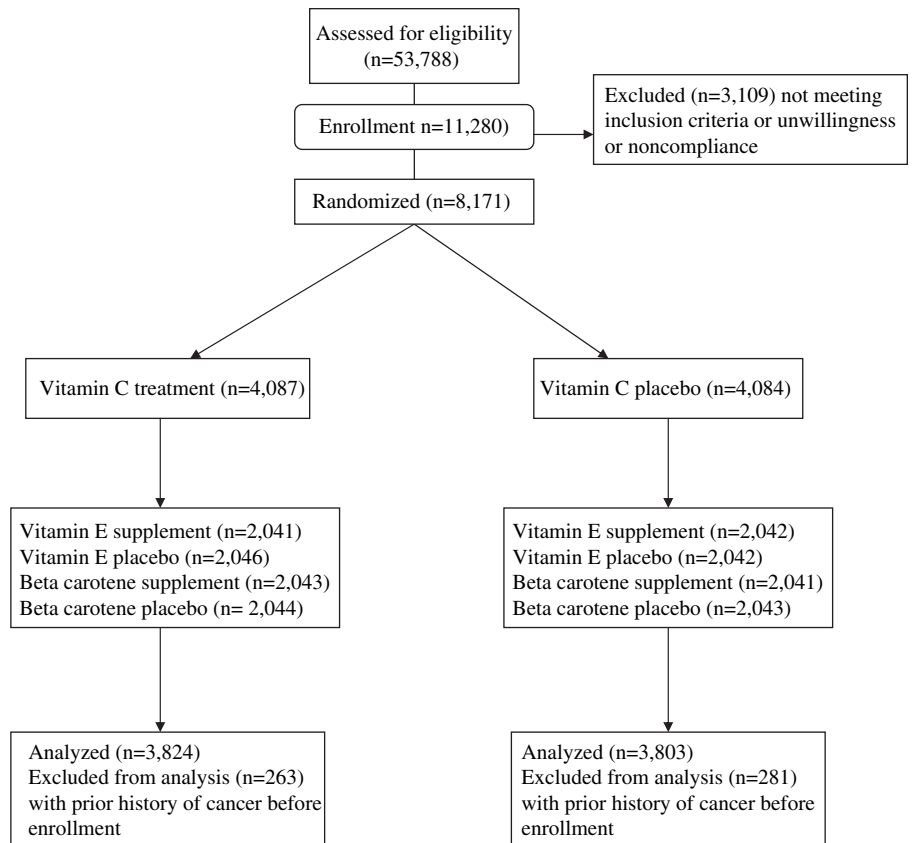 Assessed for eligibility
(n=53,788)
Excluded (n=3,109) not meeting
inclusion criteria or unwillingness
or noncompliance
Enrollment n=11,280)
Randomized (n=8,171)
Vitamin C treatment (n=4,087)
Vitamin C placebo (n=4,084)
Vitamin E supplement (n=2,041)
Vitamin E placebo (n=2,046)
Beta carotene supplement (n=2,043)
Beta carotene placebo (n= 2,044)
Vitamin E supplement (n=2,042)
Vitamin E placebo (n=2,042)
Beta carotene supplement (n=2,041)
Beta carotene placebo (n=2,043)
Analyzed (n=3,824)
Excluded from analysis (n=263)
with prior history of cancer before
enrollment
Analyzed (n=3,803)
Excluded from analysis (n=281)
with prior history of cancer before
enrollment